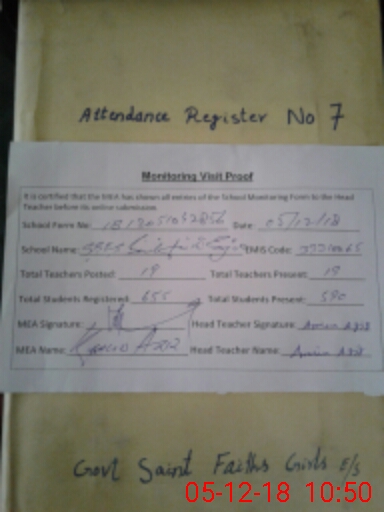 Attendance Register No 7
Monitoring Visit Proof
It is certified that the MEA has shown all entries of the School Monitoring Form to the Head
Teacher before its online submission.
School Form No: Date: 05/12/18
School Name: EMIS Code:
Total Teachers Posted: 19 Total Teachers Present: 19
Total Students Registered: 655 Total Students Present: 590
MEA Signature: Head Teacher Signature:
MEA Name: Head Teacher Name:
Govt Saint Faiths Girls E/S
05-12-18 10:50